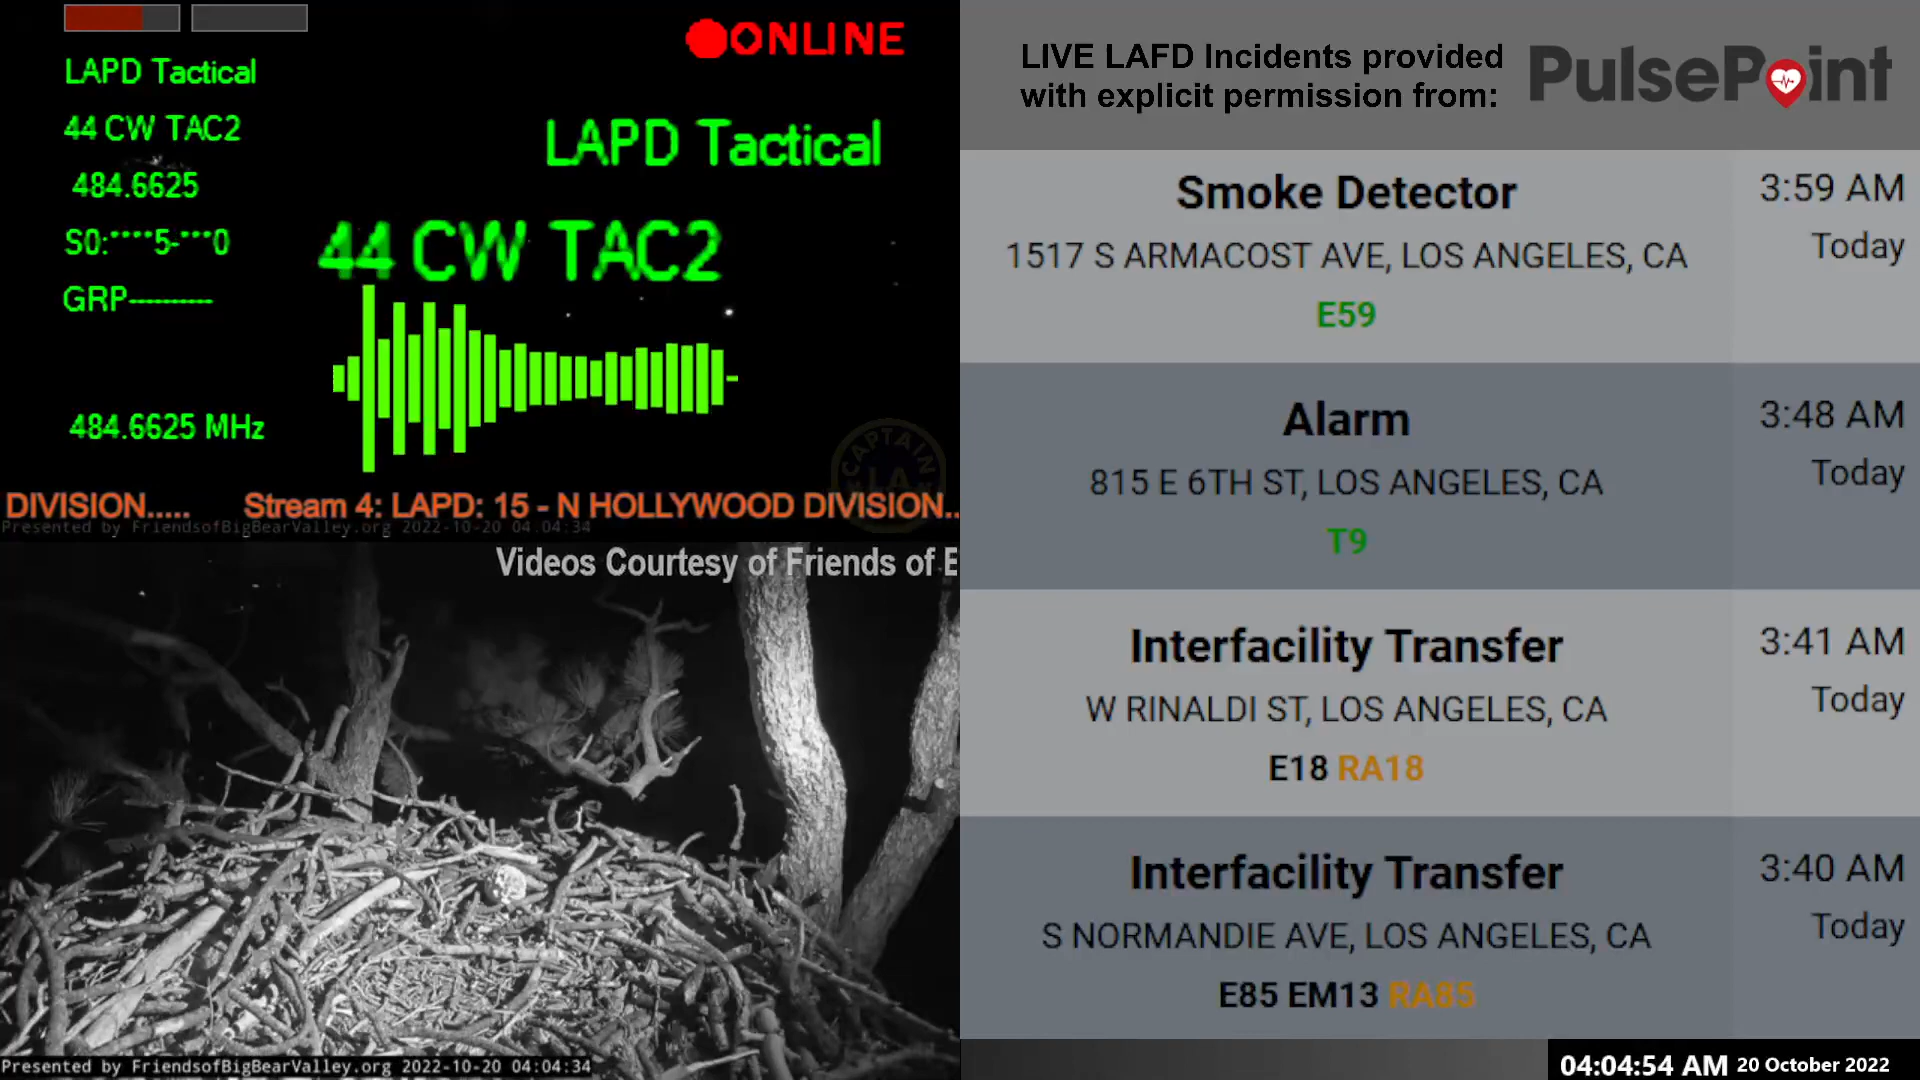 LAPD Tactical
44 CW TAC2
484.6625
S0:****5-***0
GRP----------
484.6625 MHz
ONLINE
LAPD Tactical
44 CW TAC2
CAPTAIN
LA
DIVISION..... Stream 4: LAPD: 15 - N HOLLYWOOD DIVISION..
Presented by FriendsofBigBearValley.org 2022-10-20 04:04:34
Videos Courtesy of Friends of
Presented by FriendsofBigBearValley.org 2022-10-20 04:04:34
LIVE LAFD Incidents provided
with explicit permission from:
PulsePoint
Smoke Detector
3:59 AM
1517 S ARMACOST AVE, LOS ANGELES, CA
Today
E59
Alarm
3:48 AM
815 E 6TH ST, LOS ANGELES, CA
Today
T9
Interfacility Transfer
3:41 AM
W RINALDI ST, LOS ANGELES, CA
Today
E18 RA18
Interfacility Transfer
3:40 AM
S NORMANDIE AVE, LOS ANGELES, CA
Today
E85 EM13 RA85
04:04:54 AM 20 October 2022